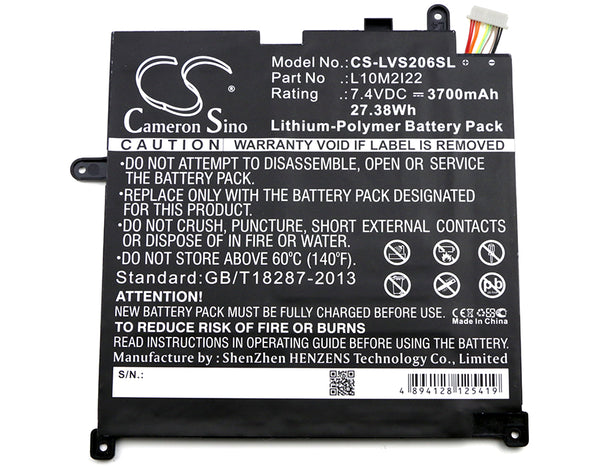 CS
Cameron Sino
Model No.: CS-LVS206SL + -
Part No : L10M2I22
Rating : 7.4VDC ⎓ 3700mAh
27.38Wh
Lithium-Polymer Battery Pack
CAUTION WARRANTY VOID IF LABEL IS REMOVED
•DO NOT ATTEMPT TO DISASSEMBLE, OPEN OR SERVICE
THE BATTERY PACK.
•REPLACE ONLY WITH THE BATTERY PACK DESIGNATED
FOR THIS PRODUCT.
•DO NOT CRUSH, PUNCTURE, SHORT EXTERNAL CONTACTS
OR DISPOSE OF IN FIRE OR WATER.
•DO NOT STORE ABOVE 60℃ (140℉).
Standard:GB/T18287-2013
ATTENTION!
NEW BATTERY PACK MUST BE FULLY CHARGED BEFORE USE.
TO REDUCE RISK OF FIRE OR BURNS
READ INSTRUCTIONS BEFORE INSTALLING BATTERY.
Manufacture by : ShenZhen HENZENS Technology Co., Limited
CE
Made in China
S/N.:
4 894128 125419